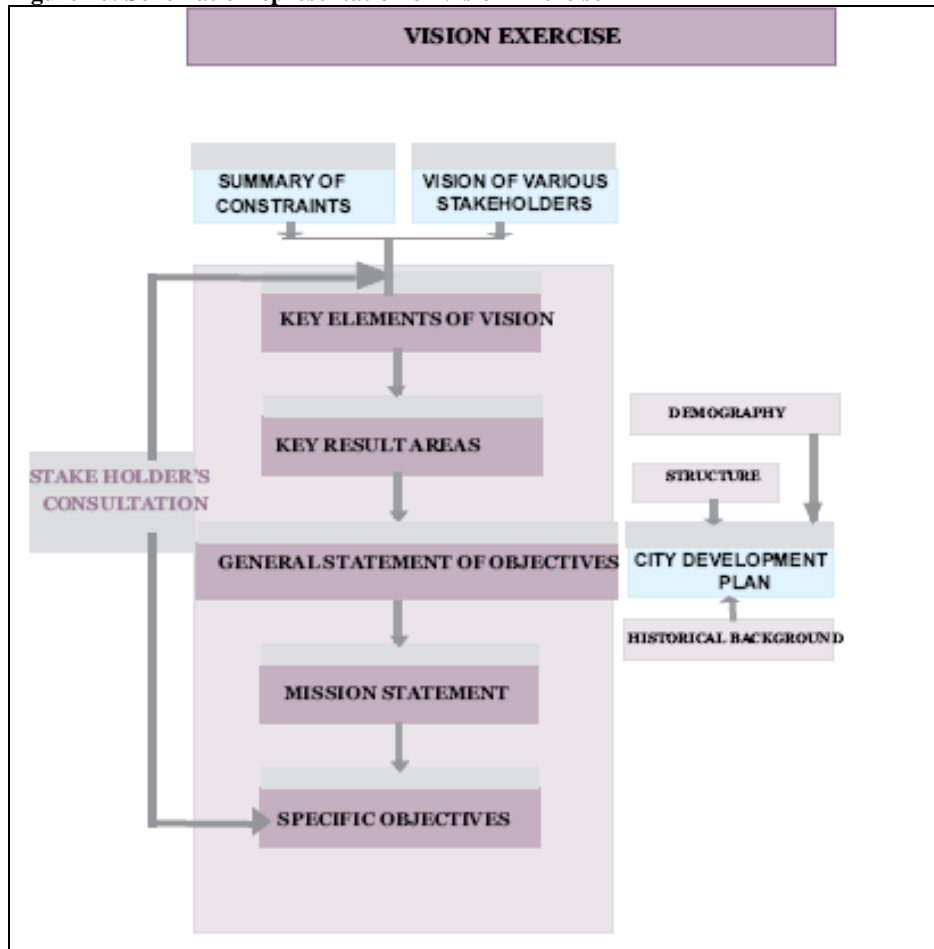 VISION EXERCISE
SUMMARY OF
CONSTRAINTS
VISION OF VARIOUS
STAKEHOLDERS
KEY ELEMENTS OF VISION
KEY RESULT AREAS
STAKE HOLDER'S
CONSULTATION
GENERAL STATEMENT OF OBJECTIVES
MISSION STATEMENT
SPECIFIC OBJECTIVES
DEMOGRAPHY
STRUCTURE
CITY DEVELOPMENT
PLAN
HISTORICAL BACKGROUND